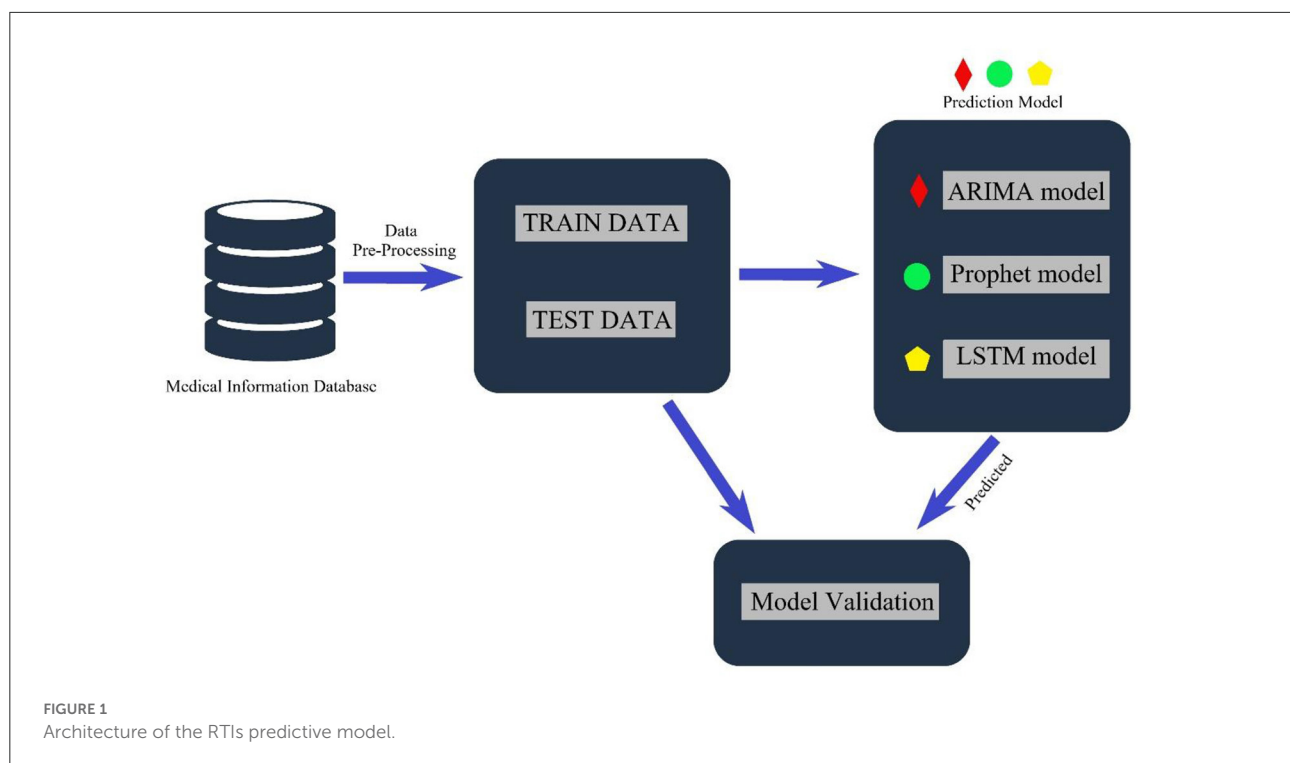 Prediction Model
ARIMA model
Prophet model
LSTM model
TRAIN DATA
TEST DATA
Data
Pre-Processing
Medical Information Database
Predicted
Model Validation
FIGURE 1
Architecture of the RTIs predictive model.